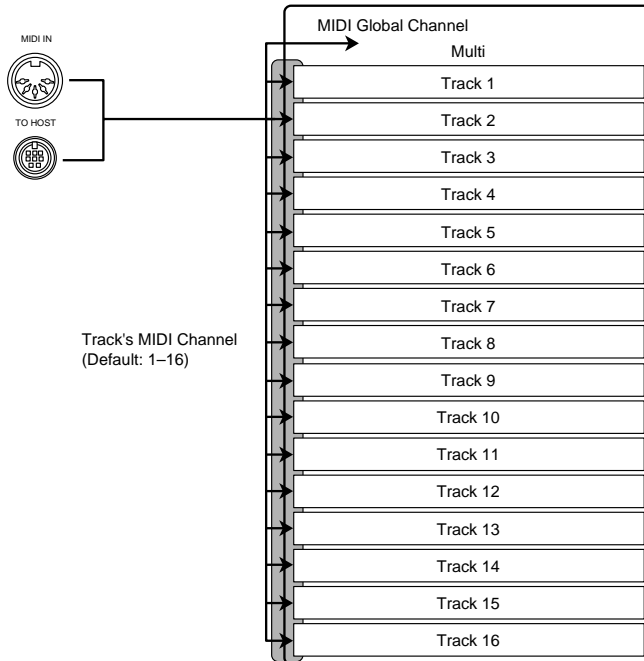 MIDI Global Channel
MIDI IN
Multi
Track 1
Track 2
TO HOST
Track 3
Track 4
Track 5
Track 6
Track 7
Track's MIDI Channel
(Default: 1–16)
Track 8
Track 9
Track 10
Track 11
Track 12
Track 13
Track 14
Track 15
Track 16